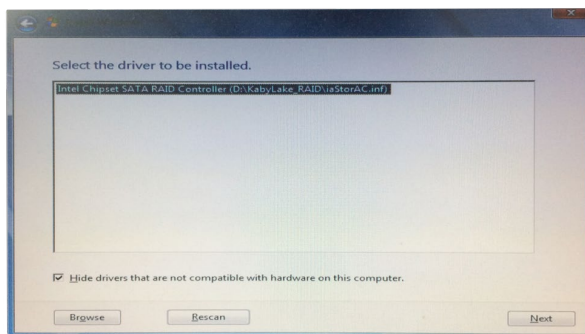 Select the driver to be installed.
Intel Chipset SATA RAID Controller (D:\KabyLake_RAID\iaStorAC.inf)
Hide drivers that are not compatible with hardware on this computer.
Browse
Rescan
Next